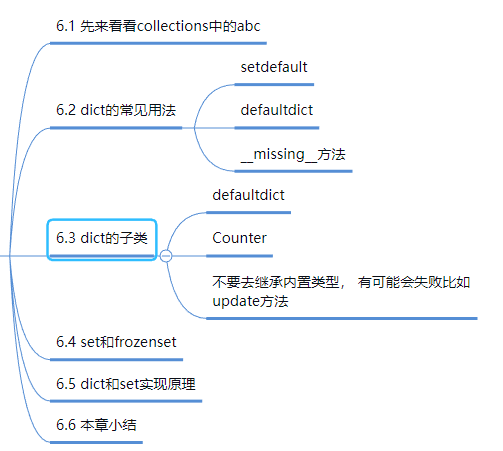 6.1 先来看看collections中的abc
6.2 dict的常见用法
setdefault
defaultdict
__missing__方法
6.3 dict的子类
defaultdict
Counter
不要去继承内置类型， 有可能会失败比如
update方法
6.4 set和frozenset
6.5 dict和set实现原理
6.6 本章小结